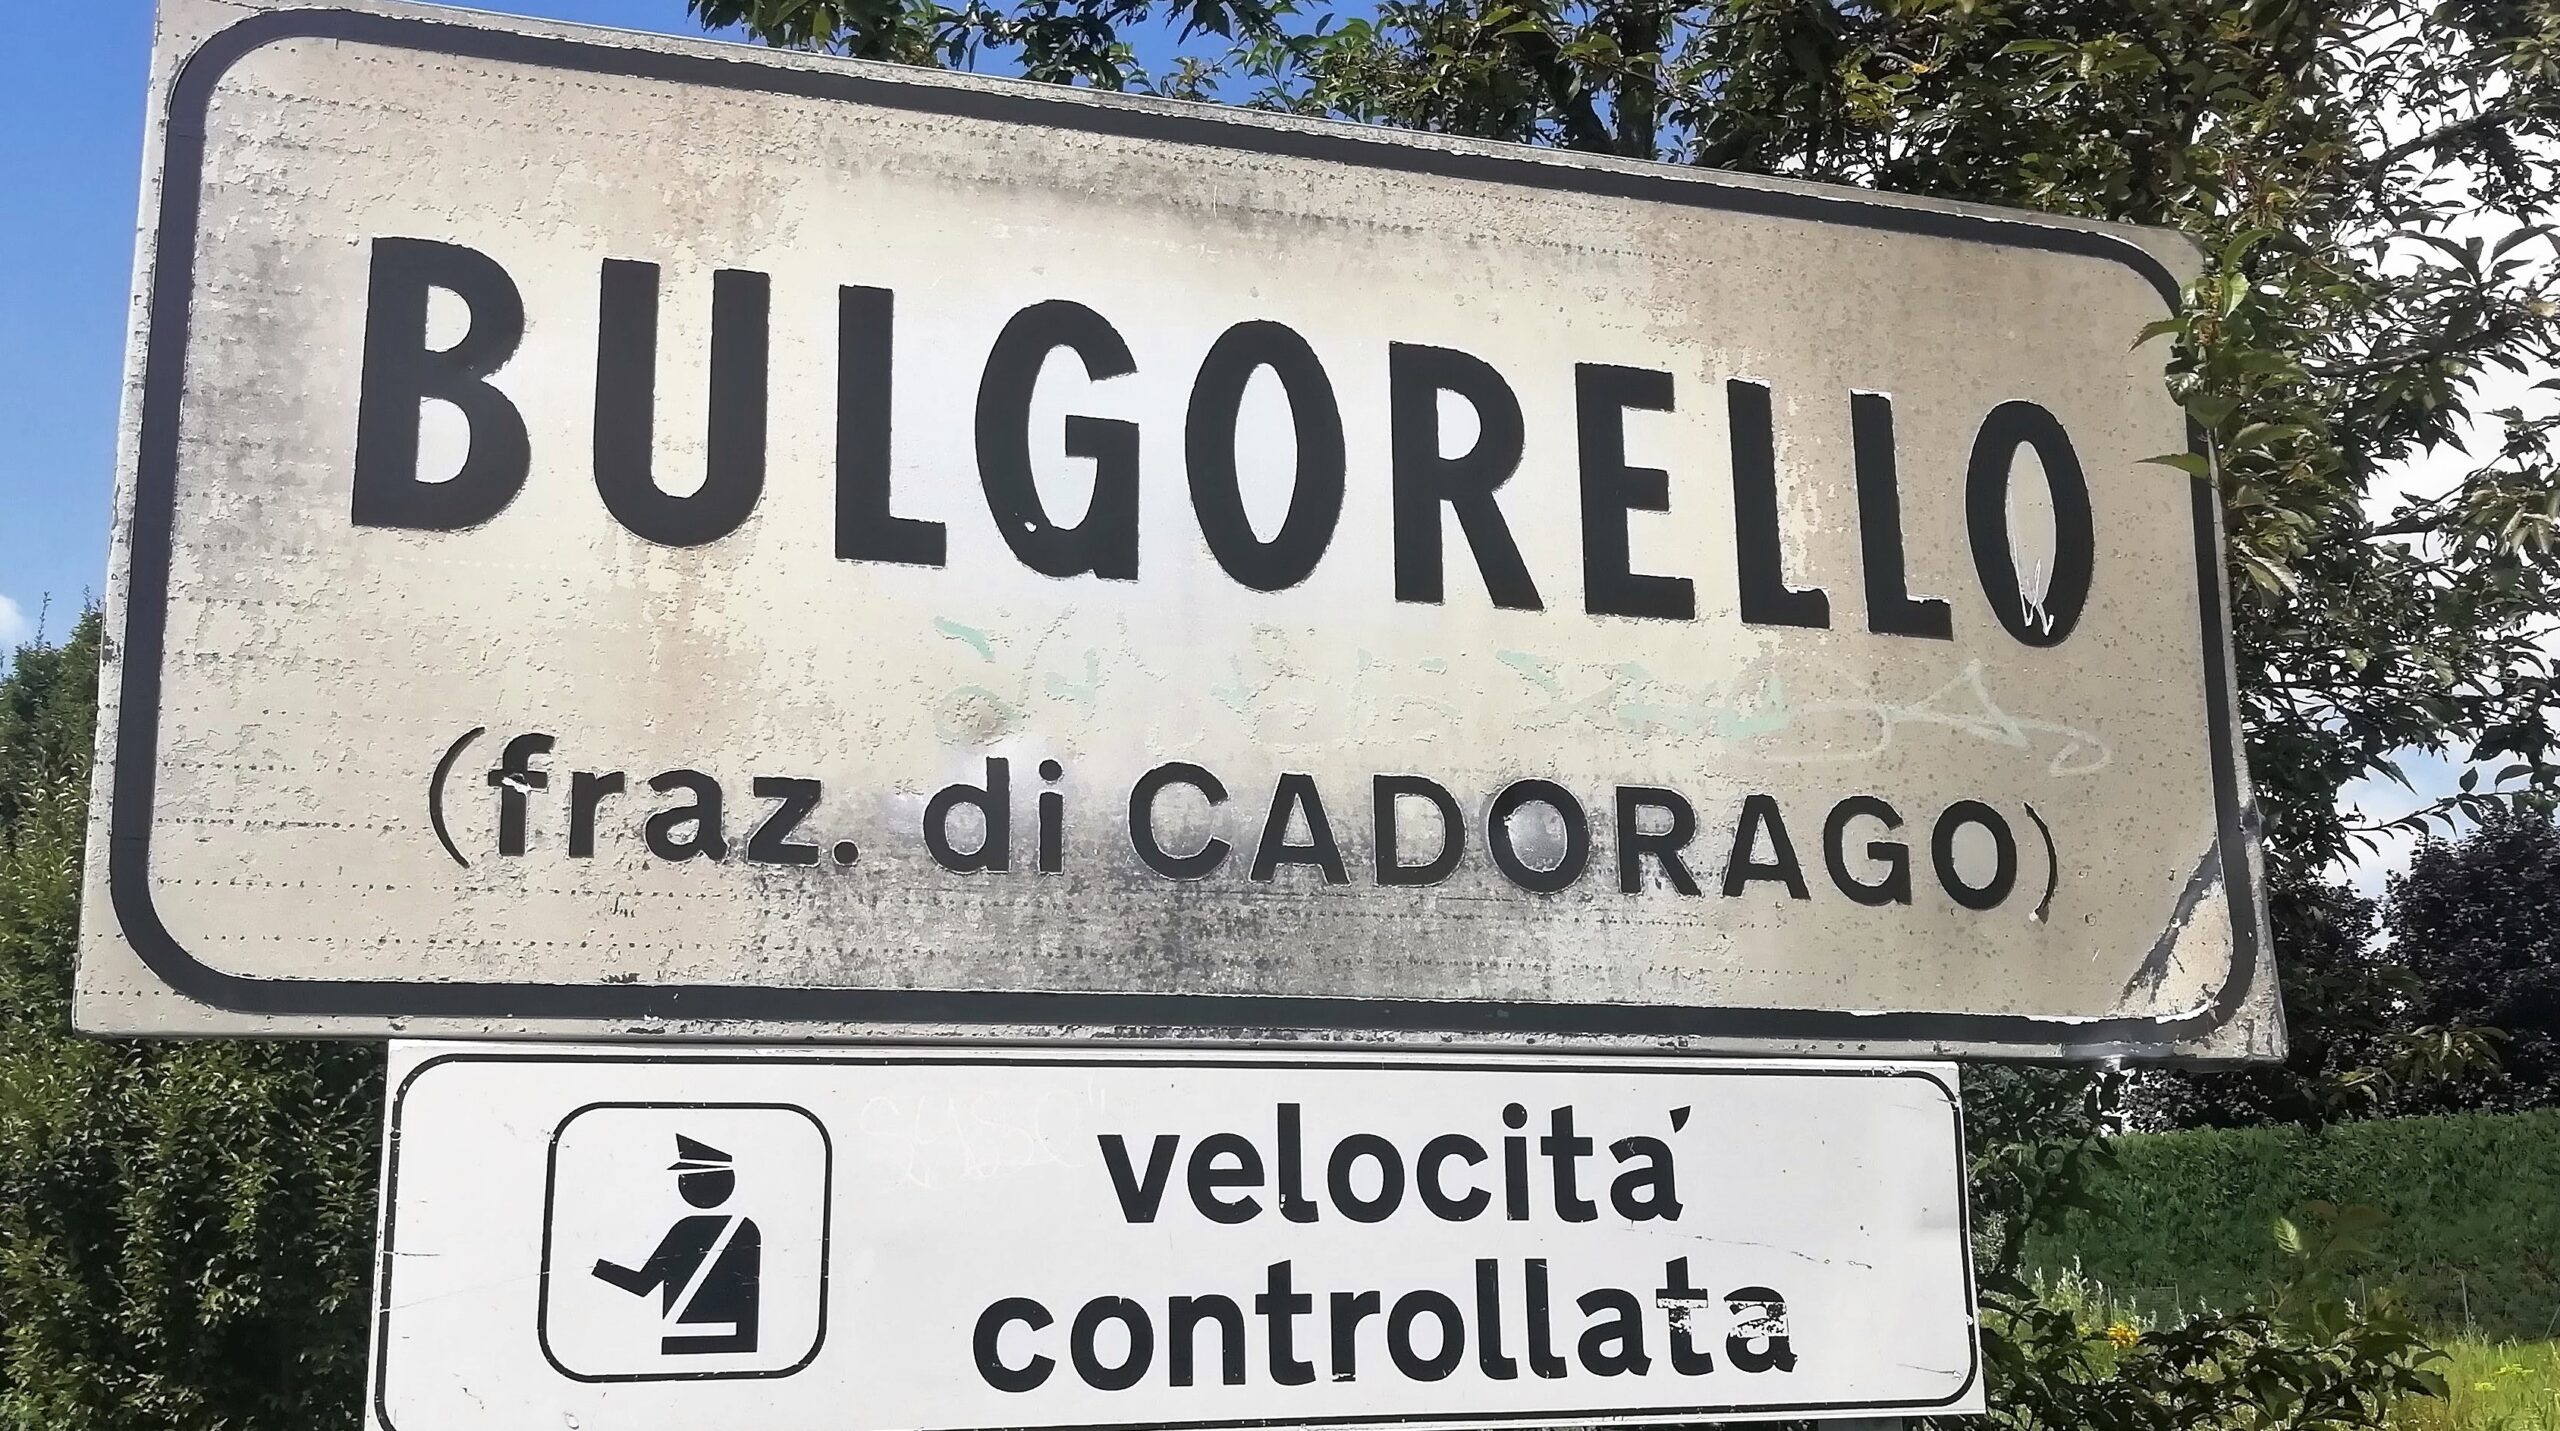 BULGORELLO
(fraz. di CADORAGO)
velocitá
controllata